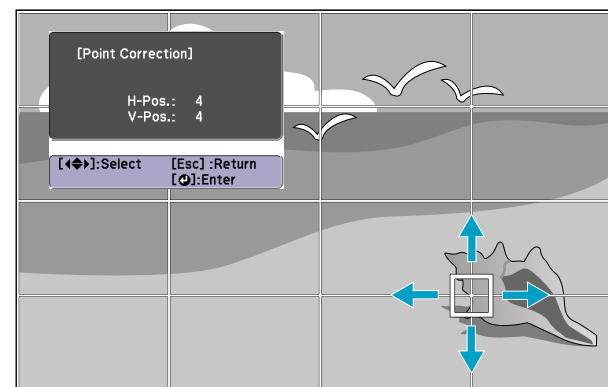 [Point Correction]
H-Pos.: 4
V-Pos.: 4
[◀◆▶]:Select [Esc] :Return
[↵]:Enter